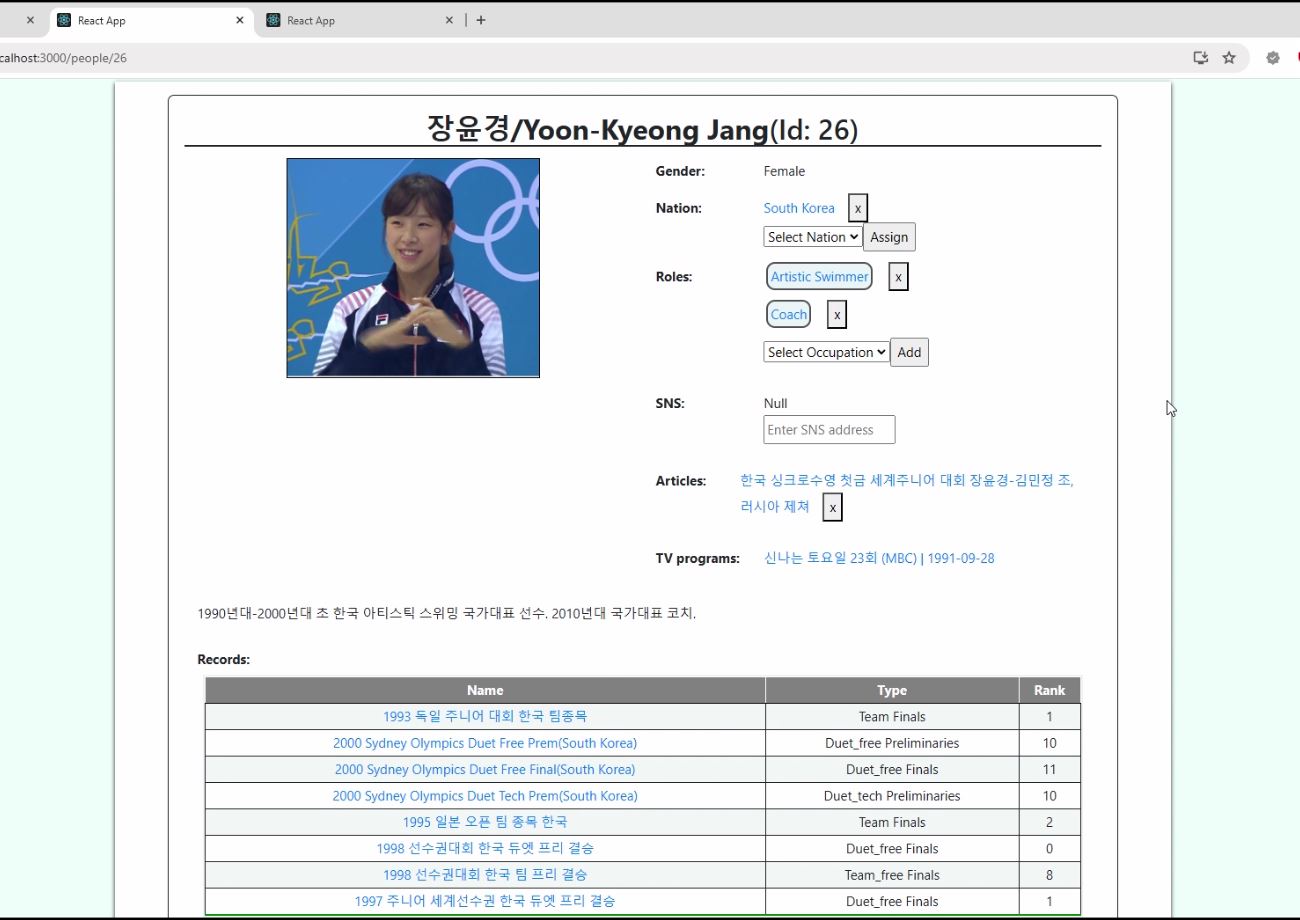 React App
React App
calhost:3000/people/26
장윤경/Yoon-Kyeong Jang(Id: 26)
Gender: Female
Nation: South Korea x
Select Nation Assign
Roles: Artistic Swimmer x
Coach x
Select Occupation Add
SNS: Null
Enter SNS address
Articles: 한국 싱크로수영 첫금 세계주니어 대회 장윤경-김민정 조,
러시아 제쳐 x
TV programs: 신나는 토요일 23회 (MBC) | 1991-09-28
1990년대-2000년대 초 한국 아티스틱 스위밍 국가대표 선수. 2010년대 국가대표 코치.
Records:
Name Type Rank
1993 독일 주니어 대회 한국 팀종목 Team Finals 1
2000 Sydney Olympics Duet Free Prem(South Korea) Duet_free Preliminaries 10
2000 Sydney Olympics Duet Free Final(South Korea) Duet_free Finals 11
2000 Sydney Olympics Duet Tech Prem(South Korea) Duet_tech Preliminaries 10
1995 일본 오픈 팀 종목 한국 Team Finals 2
1998 선수권대회 한국 듀엣 프리 결승 Duet_free Finals 0
1998 선수권대회 한국 팀 프리 결승 Team_free Finals 8
1997 주니어 세계선수권 한국 듀엣 프리 결승 Duet_free Finals 1